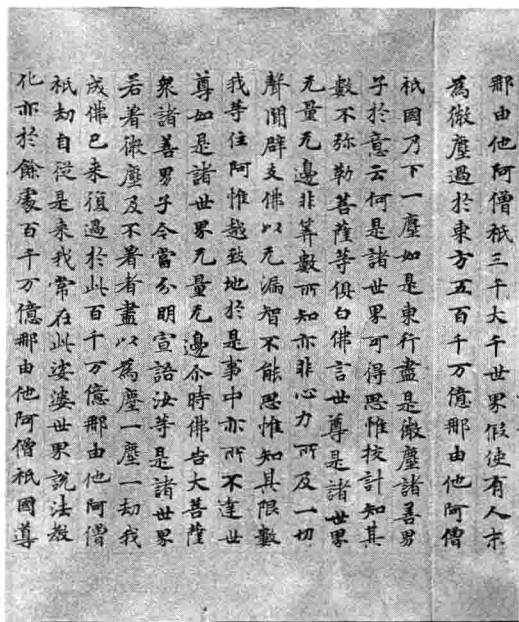 那由他阿僧祇三千大千世界假使有人末
為微塵過於東方五百千万億那由他阿僧
祇國乃下一塵如是東行盡是微塵諸善男
子於意云何是諸世界可得思惟挍計知其
數不弥勒菩薩等俱白佛言世尊是諸世界
无量无邊非筭數所知亦非心力所及一切
聲聞辟支佛以无漏智不能思惟知其限數
我等住阿惟越致地於是事中亦所不達世
尊如是諸世界无量无邊尒時佛告大菩薩
衆諸善男子今當分明宣語汝等是諸世界
若著微塵及不著者盡以為塵一塵一劫我
成佛已来復過於此百千万億那由他阿僧
祇劫自從是来我常在此娑婆世界說法教
化亦於餘處百千万億那由他阿僧祇國導